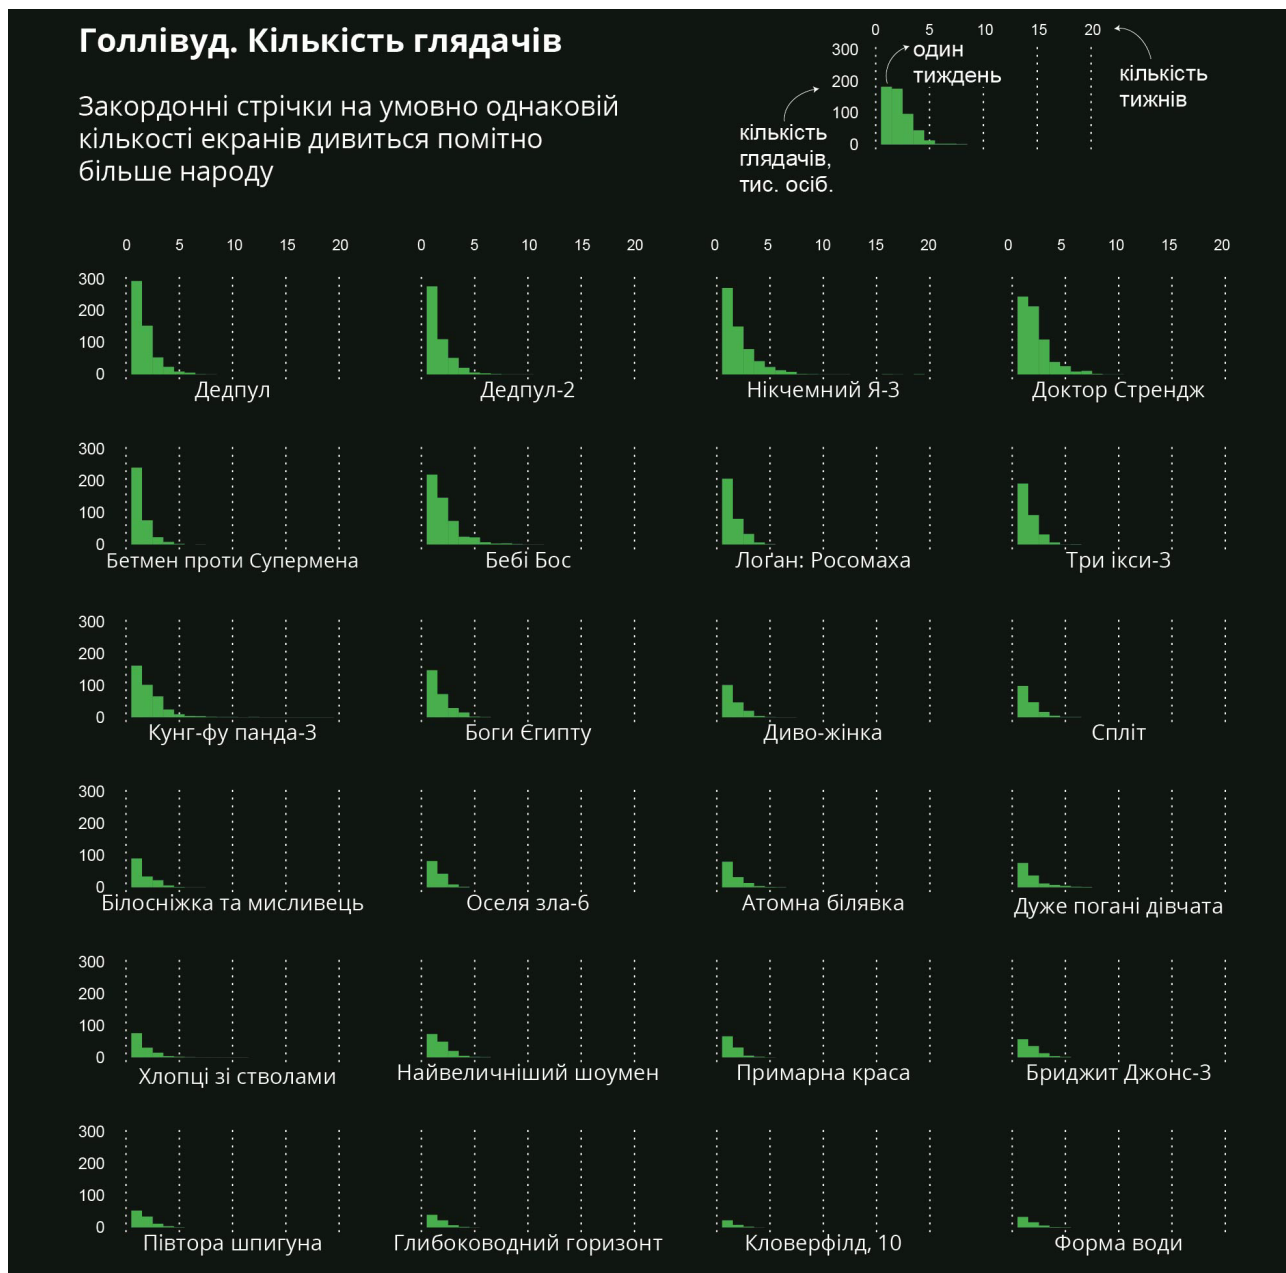 Голлівуд. Кількість глядачів
Закордонні стрічки на умовно однаковій
кількості екранів дивиться помітно
більше народу
0 5 10 15 20
300
200
100
0
один
тиждень
кількість
тижнів
кількість
глядачів,
тис. осіб.
0 5 10 15 20 0 5 10 15 20 0 5 10 15 20 0 5 10 15 20
300
200
100
0
Дедпул Дедпул-2 Нікчемний Я-3 Доктор Стрендж
300
200
100
0
Бетмен проти Супермена Бебі Бос Лоґан: Росомаха Три ікси-3
300
200
100
0
Кунг-фу панда-3 Боги Єгипту Диво-жінка Спліт
300
200
100
0
Білосніжка та мисливець Оселя зла-6 Атомна білявка Дуже погані дівчата
300
200
100
0
Хлопці зі стволами Найвеличніший шоумен Примарна краса Бриджит Джонс-3
300
200
100
0
Півтора шпигуна Глибоководний горизонт Кловерфілд, 10 Форма води